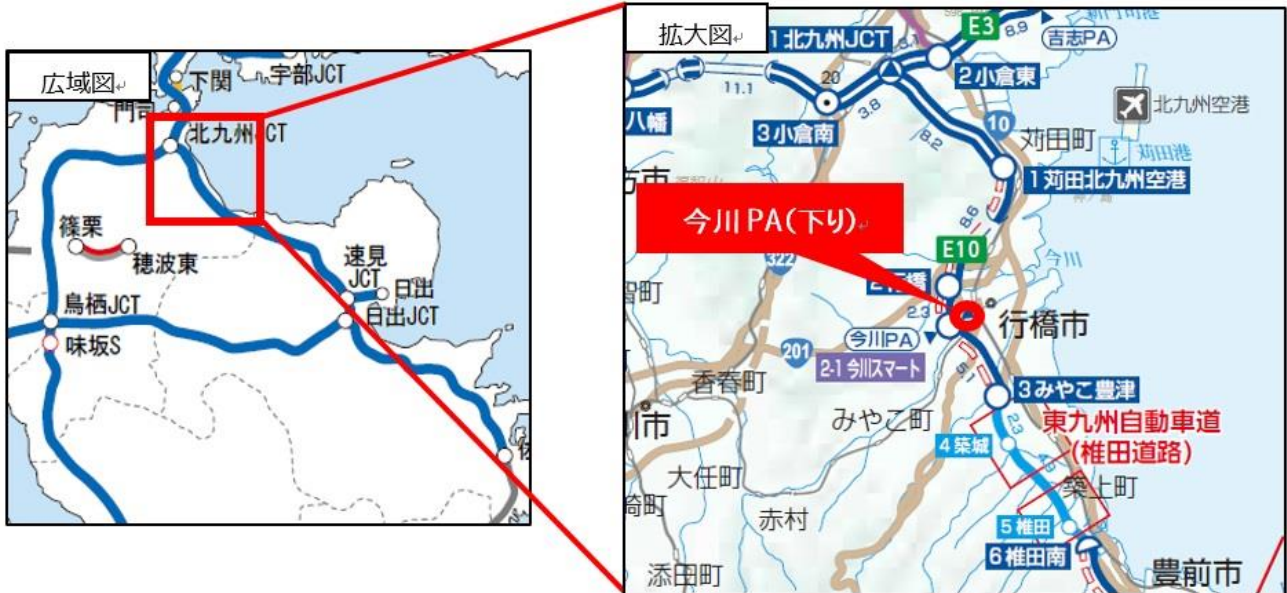 広域図
下関
宇部JCT
門司
北九州JCT
篠栗
穂波東
速見
JCT
日出
日出JCT
鳥栖JCT
味坂S
拡大図
1北九州JCT
E3
8.9
吉志PA
2小倉東
11.1
20
八幡
3小倉南
3.8
8.2
10
北九州空港
苅田町
苅田港
1苅田北九州空港
今川 PA(下り)
8.6
E10
322
今川
2.3
行橋市
今川PA
2-1 今川スマート
201
5.1
香春町
3みやこ豊津
みやこ町
2.3
東九州自動車道
(椎田道路)
4築城
大任町
4.9
築上町
赤村
5椎田
6椎田南
添田町
豊前市